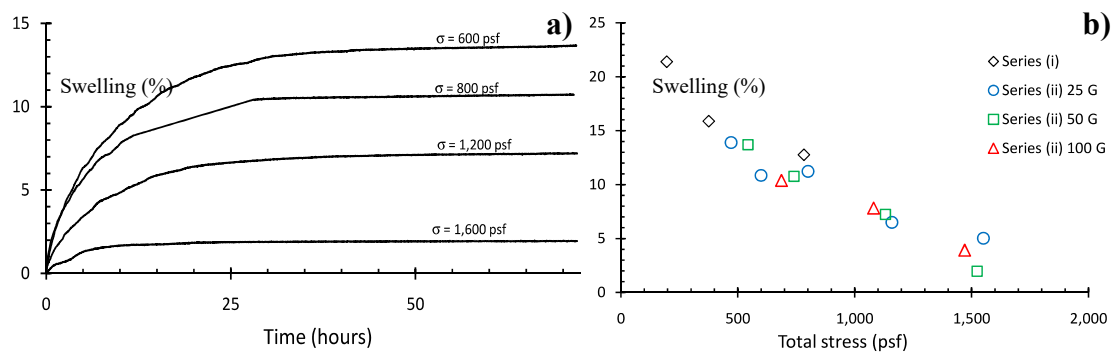 a)
15
10
5
0
Swelling (%)
σ = 600 psf
σ = 800 psf
σ = 1,200 psf
σ = 1,600 psf
0
25
50
Time (hours)
b)
25
20
15
10
5
0
Swelling (%)
Series (i)
Series (ii) 25 G
Series (ii) 50 G
Series (ii) 100 G
0
500
1,000
1,500
2,000
Total stress (psf)